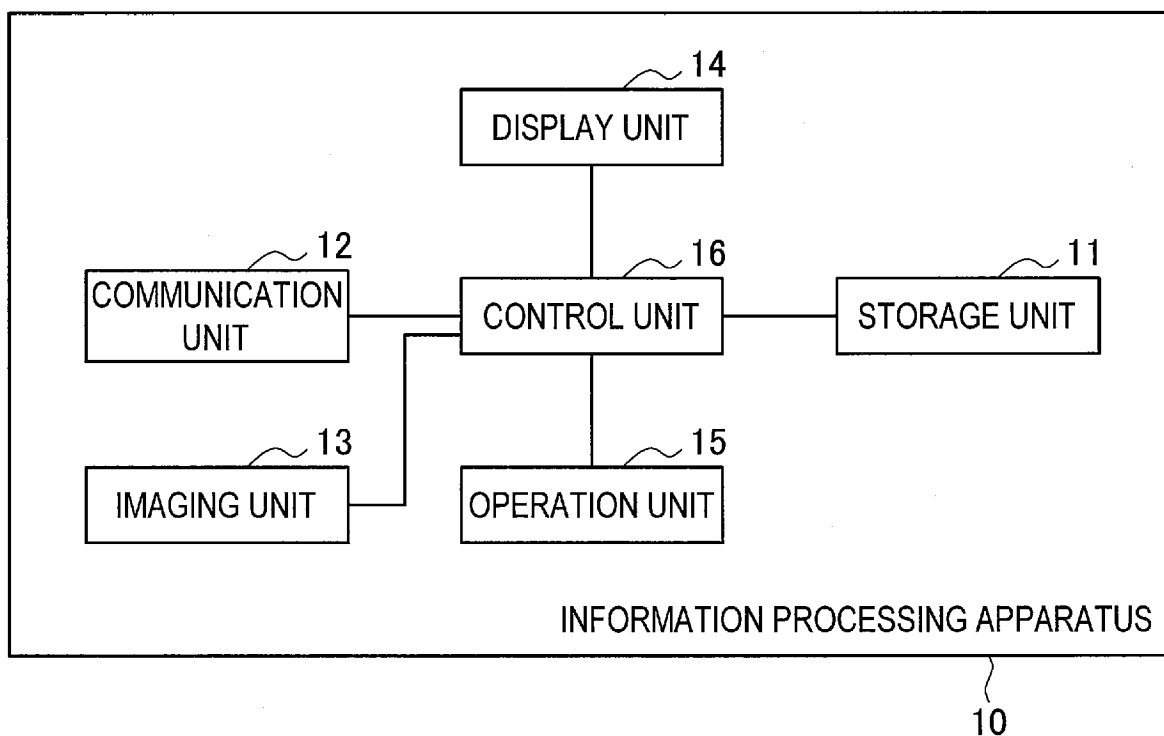 14
DISPLAY UNIT
12
16
11
COMMUNICATION
UNIT
CONTROL UNIT
STORAGE UNIT
13
15
IMAGING UNIT
OPERATION UNIT
INFORMATION PROCESSING APPARATUS
10